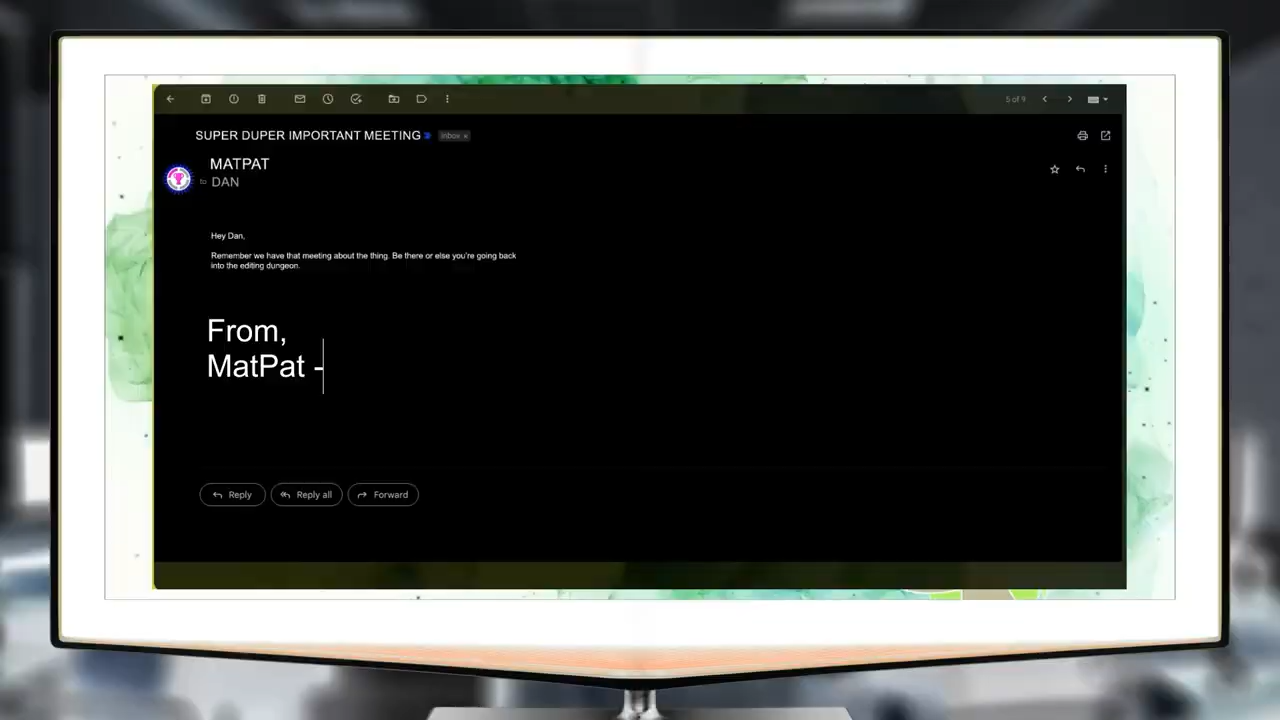 5 of 9
SUPER DUPER IMPORTANT MEETING Inbox x
MATPAT
to DAN
Hey Dan,
Remember we have that meeting about the thing. Be there or else you're going back
into the editing dungeon.
From,
MatPat -
Reply Reply all Forward